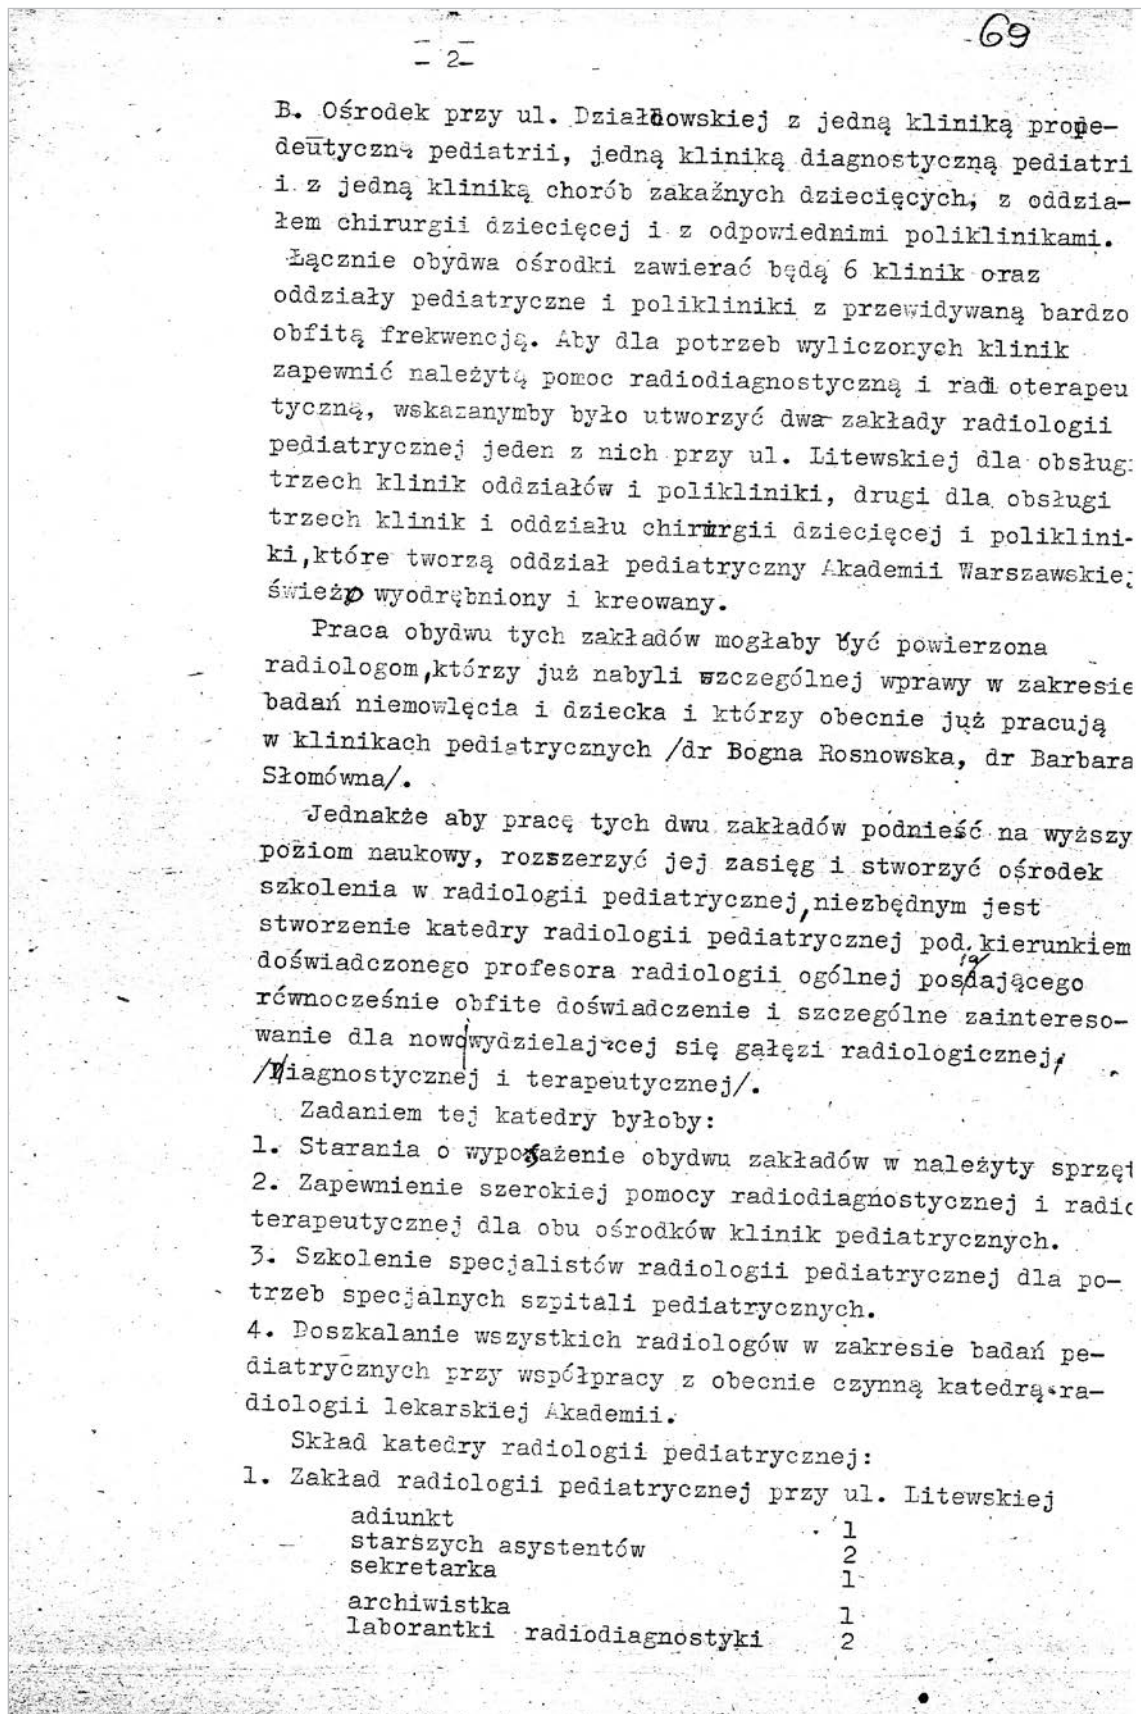 69
- 2 -
B. Ośrodek przy ul. Działdowskiej z jedną kliniką prope-
deutyczną pediatrii, jedną kliniką diagnostyczną pediatri
i z jedną kliniką chorób zakaźnych dziecięcych, z oddzia-
łem chirurgii dziecięcej i z odpowiednimi poliklinikami.
Łącznie obydwa ośrodki zawierać będą 6 klinik oraz
oddziały pediatryczne i polikliniki z przewidywaną bardzo
obfitą frekwencją. Aby dla potrzeb wyliczonych klinik
zapewnić należytą pomoc radiodiagnostyczną i radi oterapeu
tyczną, wskazanymby było utworzyć dwa zakłady radiologii
pediatrycznej jeden z nich przy ul. Litewskiej dla obsługi
trzech klinik oddziałów i polikliniki, drugi dla obsługi
trzech klinik i oddziału chirurgii dziecięcej i poliklini-
ki,które tworzą oddział pediatryczny Akademii Warszawskiej
świeżo wyodrębniony i kreowany.
Praca obydwu tych zakładów mogłaby być powierzona
radiologom,którzy już nabyli szczególnej wprawy w zakresie
badań niemowlęcia i dziecka i którzy obecnie już pracują
w klinikach pediatrycznych /dr Bogna Rosnowska, dr Barbara
Słomówna/.
Jednakże aby pracę tych dwu zakładów podnieść na wyższy
poziom naukowy, rozszerzyć jej zasięg i stworzyć ośrodek
szkolenia w radiologii pediatrycznej,niezbędnym jest
stworzenie katedry radiologii pediatrycznej pod kierunkiem
doświadczonego profesora radiologii ogólnej posiadającego
równocześnie obfite doświadczenie i szczególne zaintereso-
wanie dla nowowydzielającej się gałęzi radiologicznej,
/diagnostycznej i terapeutycznej/.
Zadaniem tej katedry byłoby:
1. Starania o wyposażenie obydwu zakładów w należyty sprzęt
2. Zapewnienie szerokiej pomocy radiodiagnostycznej i radio
terapeutycznej dla obu ośrodków klinik pediatrycznych.
3. Szkolenie specjalistów radiologii pediatrycznej dla po-
trzeb specjalnych szpitali pediatrycznych.
4. Doszkalanie wszystkich radiologów w zakresie badań pe-
diatrycznych przy współpracy z obecnie czynną katedrą ra-
diologii lekarskiej Akademii.
Skład katedry radiologii pediatrycznej:
1. Zakład radiologii pediatrycznej przy ul. Litewskiej
adiunkt 1
starszych asystentów 2
sekretarka 1
archiwistka 1
laborantki radiodiagnostyki 2